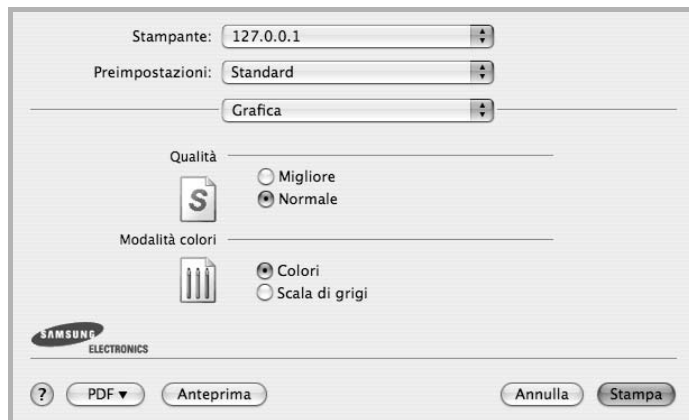 Stampante: 127.0.0.1
Preimpostazioni: Standard
Grafica
Qualità
Migliore
S
Normale
Modalità colori
Colori
Scala di grigi
SAMSUNG
ELECTRONICS
? PDF ▼ Anteprima Annulla Stampa